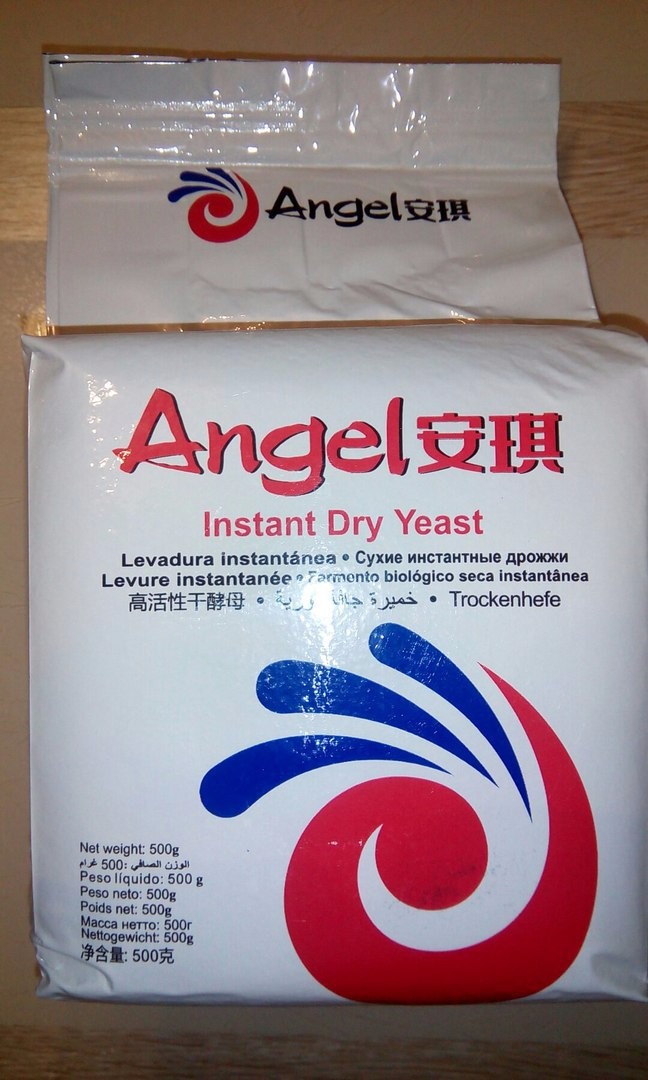 Angel安琪
Angel安琪
Instant Dry Yeast
Levadura instantánea • Сухие инстантные дрожжи
Levure instantanée • Fermento biológico seca instantânea
高活性干酵母 • خميرة جافة فورية • Trockenhefe
Net weight: 500g
الوزن الصافي: 500 غرام
Peso líquido: 500 g
Peso neto: 500g
Poids net: 500g
Масса нетто: 500г
Nettogewicht: 500g
净含量: 500克